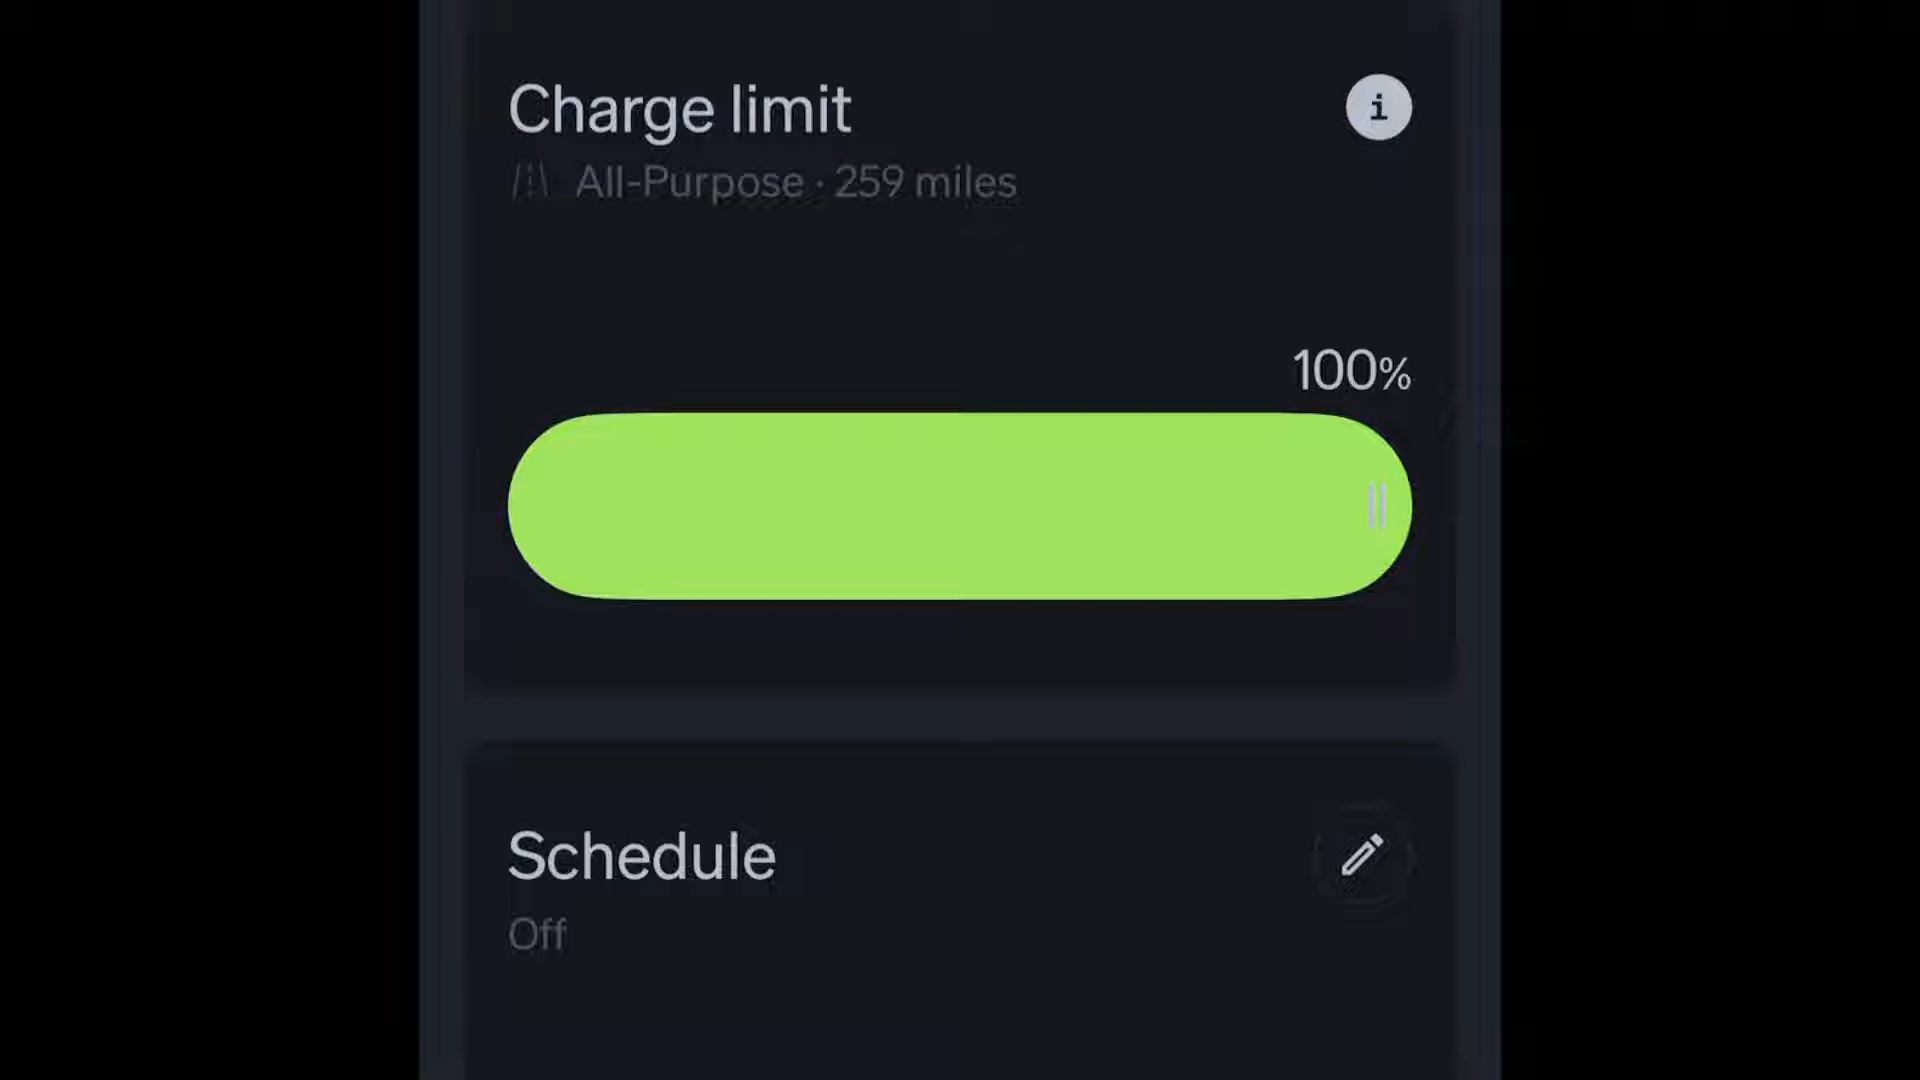 Charge limit
All-Purpose · 259 miles
100%
Schedule
Off